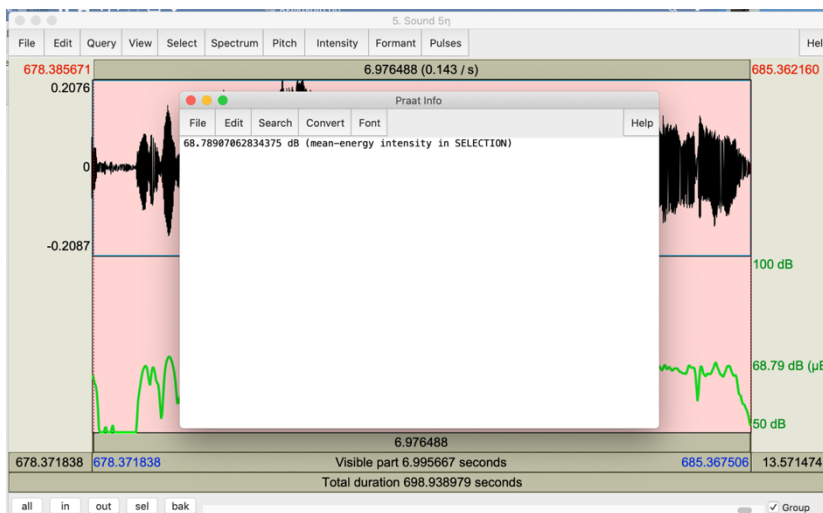 5. Sound 5η
File Edit Query View Select Spectrum Pitch Intensity Formant Pulses Hel
678.385671 6.976488 (0.143 / s) 685.362160
0.2076
Praat Info
File Edit Search Convert Font Help
68.78907062834375 dB (mean-energy intensity in SELECTION)
0
-0.2087
100 dB
68.79 dB (µE
50 dB
6.976488
678.371838 678.371838 Visible part 6.995667 seconds 685.367506 13.571474
Total duration 698.938979 seconds
all in out sel bak Group